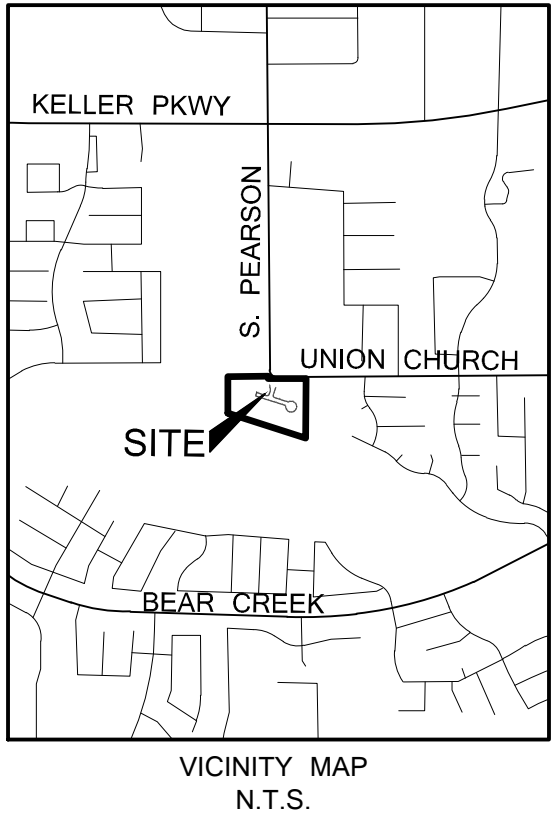 KELLER PKWY
S. PEARSON
UNION CHURCH
SITE
BEAR CREEK
VICINITY MAP
N.T.S.